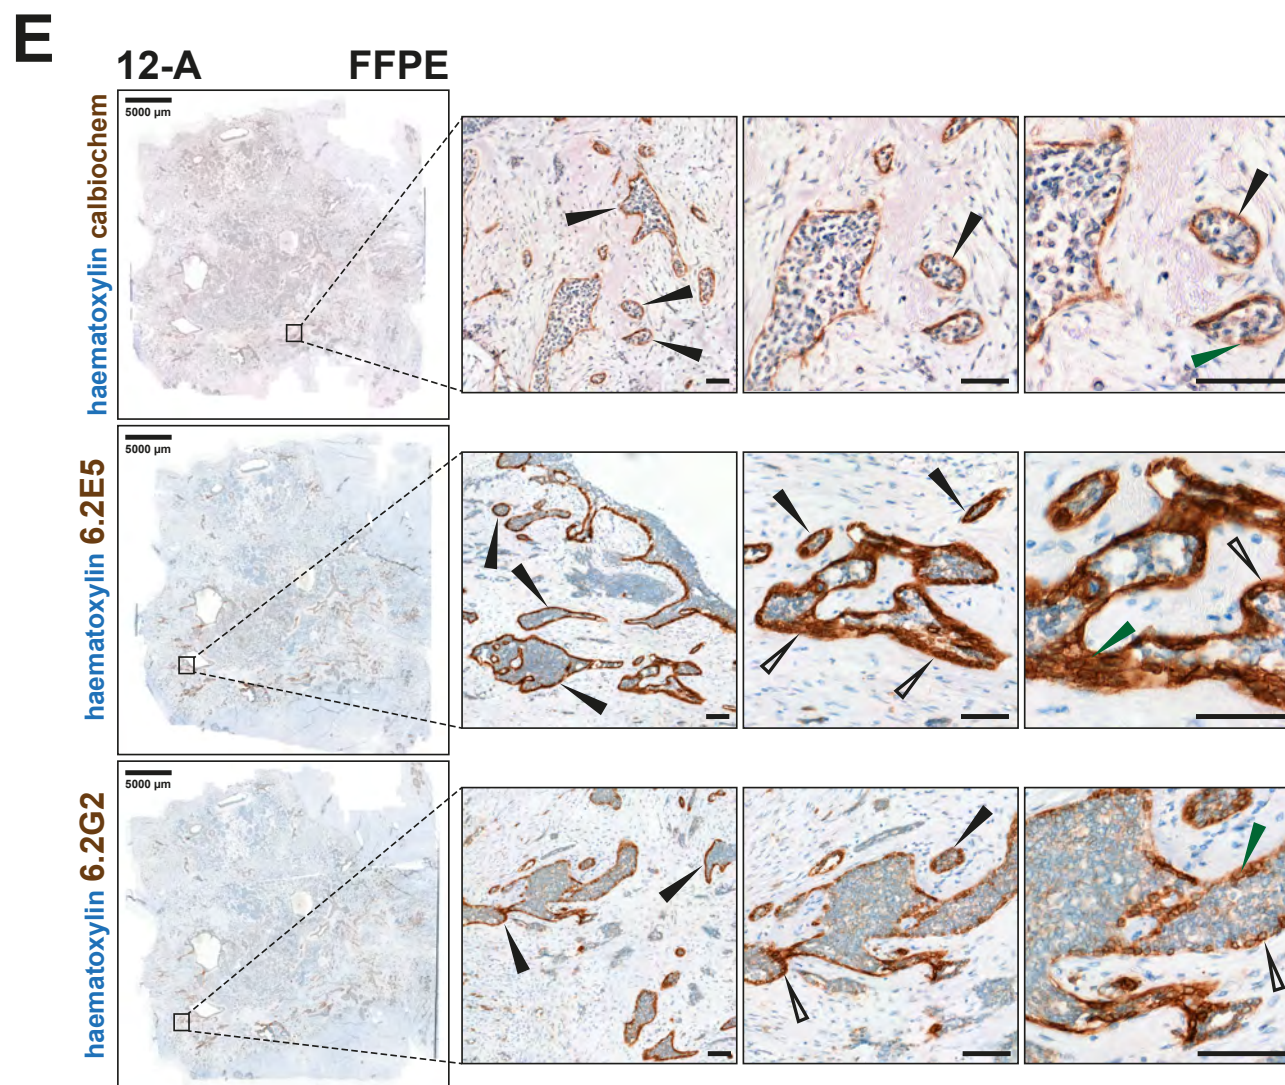 E
12-A FFPE
haematoxylin calbiochem
5000 µm
haematoxylin 6.2E5
5000 µm
haematoxylin 6.2G2
5000 µm